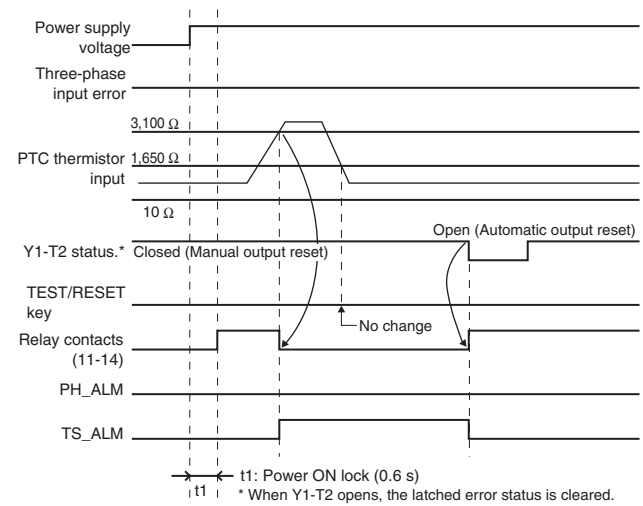 Power supply
voltage
Three-phase
input error
3,100 Ω
PTC thermistor
input
1,650 Ω
10 Ω
Open (Automatic output reset)
Y1-T2 status.* Closed (Manual output reset)
TEST/RESET
key
No change
Relay contacts
(11-14)
PH_ALM
TS_ALM
t1
t1: Power ON lock (0.6 s)
* When Y1-T2 opens, the latched error status is cleared.